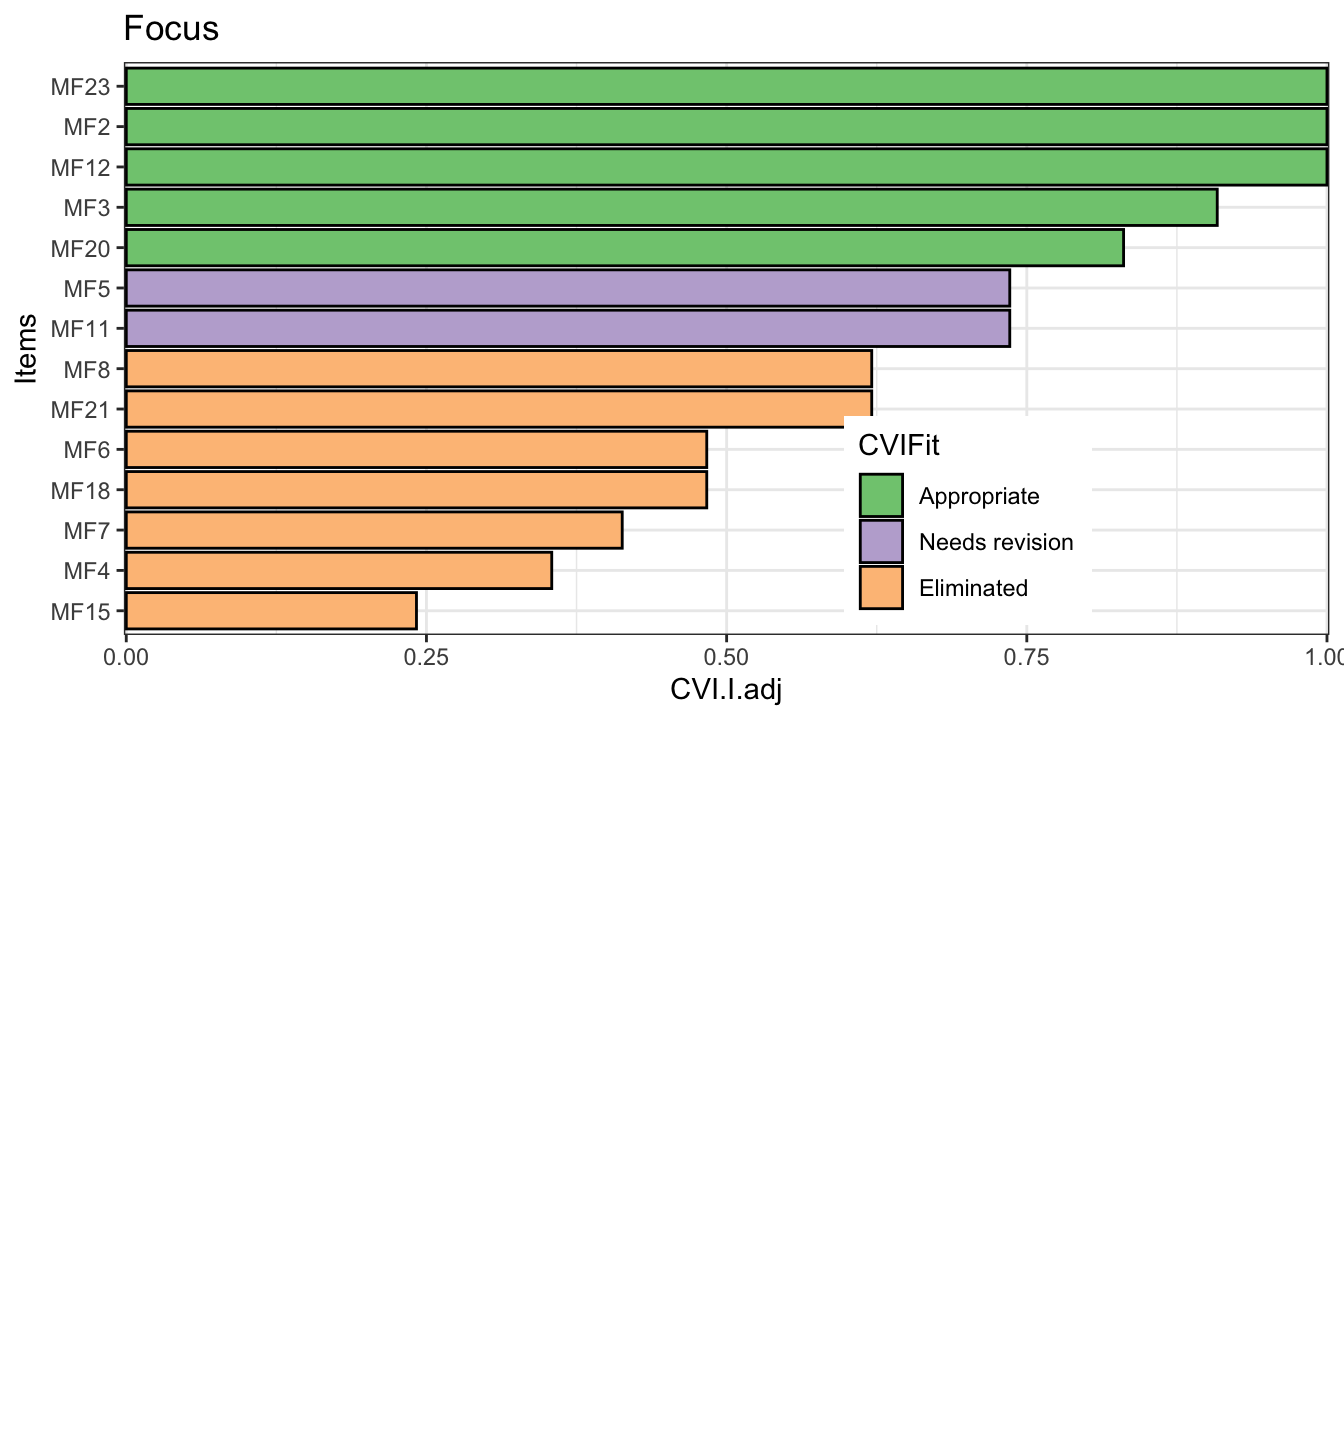 Focus
MF23
MF2
MF12
MF3
MF20
MF5
MF11
MF8
MF21
MF6
MF18
MF7
MF4
MF15
Items
CVIFit
Appropriate
Needs revision
Eliminated
0.00 0.25 0.50 0.75 1.00
CVI.I.adj